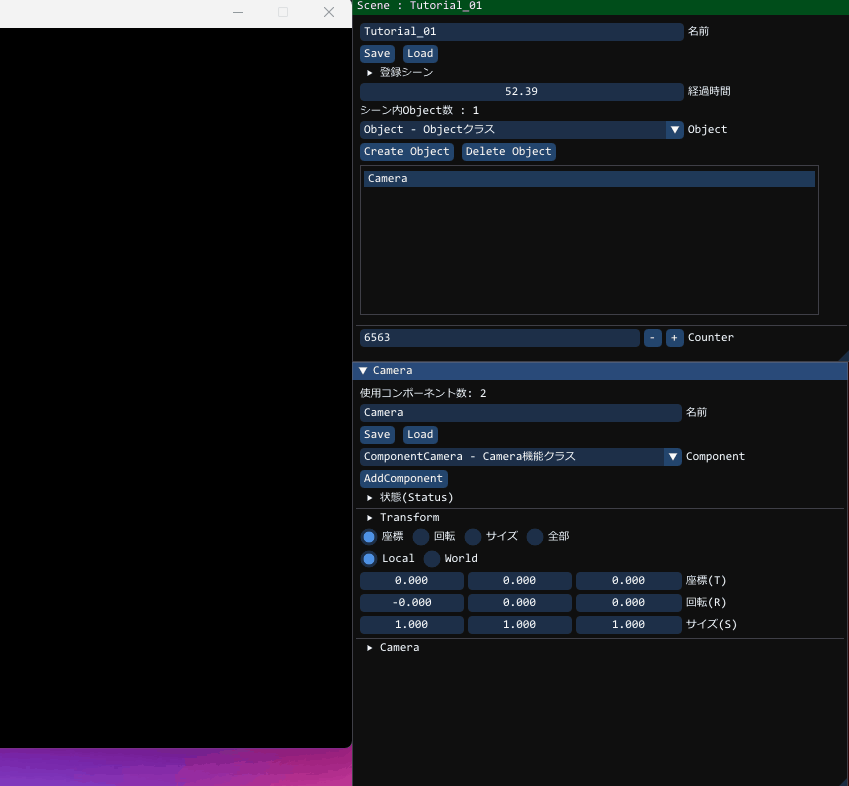 Scene : Tutorial_01
Tutorial_01 名前
Save Load
登録シーン
52.39 経過時間
シーン内Object数 : 1
Object - Objectクラス Object
Create Object Delete Object
Camera
6563 - + Counter
Camera
使用コンポーネント数: 2
Camera 名前
Save Load
ComponentCamera - Camera機能クラス Component
AddComponent
状態(Status)
Transform
座標 回転 サイズ 全部
Local World
0.000 0.000 0.000 座標(T)
-0.000 0.000 0.000 回転(R)
1.000 1.000 1.000 サイズ(S)
Camera